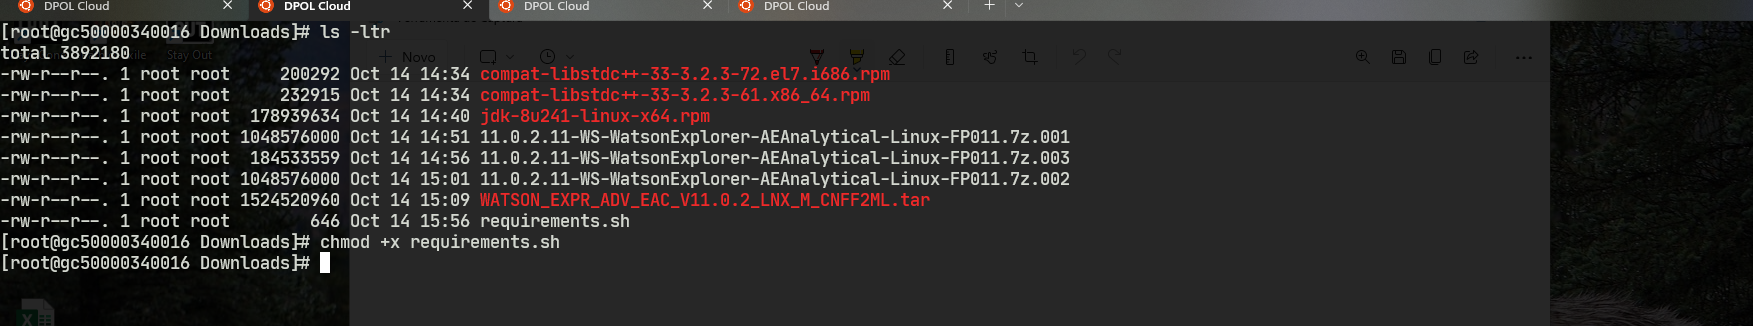 DPOL Cloud DPOL Cloud DPOL Cloud DPOL Cloud
[root@gc50000340016 Downloads]# ls -ltr
total 3892180
Novo
Stay Out
-rw-r--r--. 1 root root 200292 Oct 14 14:34 compat-libstdc++-33-3.2.3-72.el7.i686.rpm
-rw-r--r--. 1 root root 232915 Oct 14 14:34 compat-libstdc++-33-3.2.3-61.x86_64.rpm
-rw-r--r--. 1 root root 178939634 Oct 14 14:40 jdk-8u241-linux-x64.rpm
-rw-r--r--. 1 root root 1048576000 Oct 14 14:51 11.0.2.11-WS-WatsonExplorer-AEAnalytical-Linux-FP011.7z.001
-rw-r--r--. 1 root root 184533559 Oct 14 14:56 11.0.2.11-WS-WatsonExplorer-AEAnalytical-Linux-FP011.7z.003
-rw-r--r--. 1 root root 1048576000 Oct 14 15:01 11.0.2.11-WS-WatsonExplorer-AEAnalytical-Linux-FP011.7z.002
-rw-r--r--. 1 root root 1524520960 Oct 14 15:09 WATSON_EXPR_ADV_EAC_V11.0.2_LNX_M_CNFF2ML.tar
-rw-r--r--. 1 root root 646 Oct 14 15:56 requirements.sh
[root@gc50000340016 Downloads]# chmod +x requirements.sh
[root@gc50000340016 Downloads]#